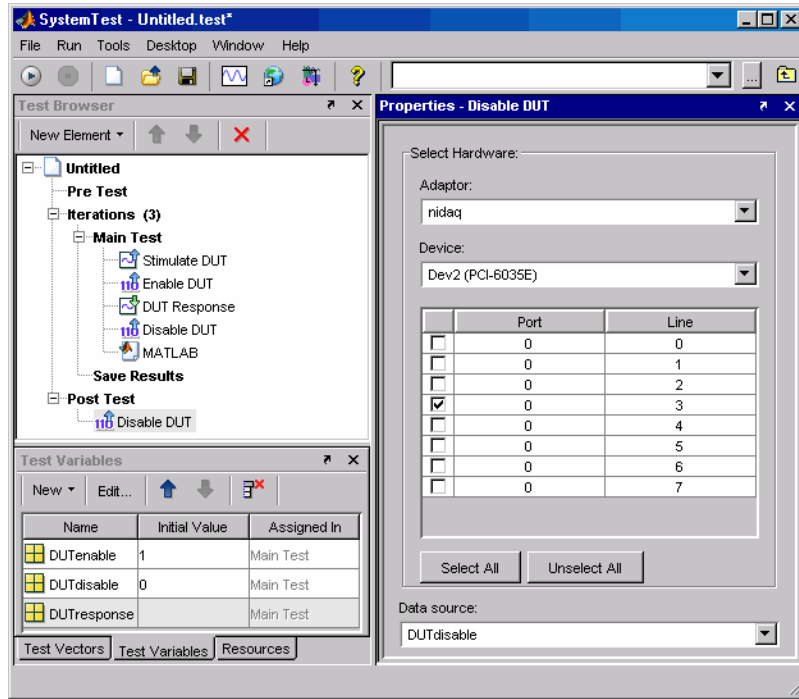 SystemTest - Untitled.test*
File Run Tools Desktop Window Help
Test Browser
New Element
Untitled
Pre Test
Iterations (3)
Main Test
Stimulate DUT
Enable DUT
DUT Response
Disable DUT
MATLAB
Save Results
Post Test
Disable DUT
Test Variables
New Edit...
Name Initial Value Assigned In
DUTenable 1 Main Test
DUTdisable 0 Main Test
DUTresponse Main Test
Test Vectors Test Variables Resources
Properties - Disable DUT
Select Hardware:
Adaptor:
nidaq
Device:
Dev2 (PCI-6035E)
Port Line
0 0
0 1
0 2
0 3
0 4
0 5
0 6
0 7
Select All Unselect All
Data source:
DUTdisable